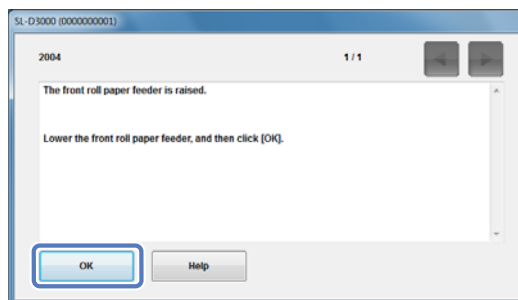 SL-D3000 (0000000001)
2004 1/1
The front roll paper feeder is raised.
Lower the front roll paper feeder, and then click [OK].
OK Help